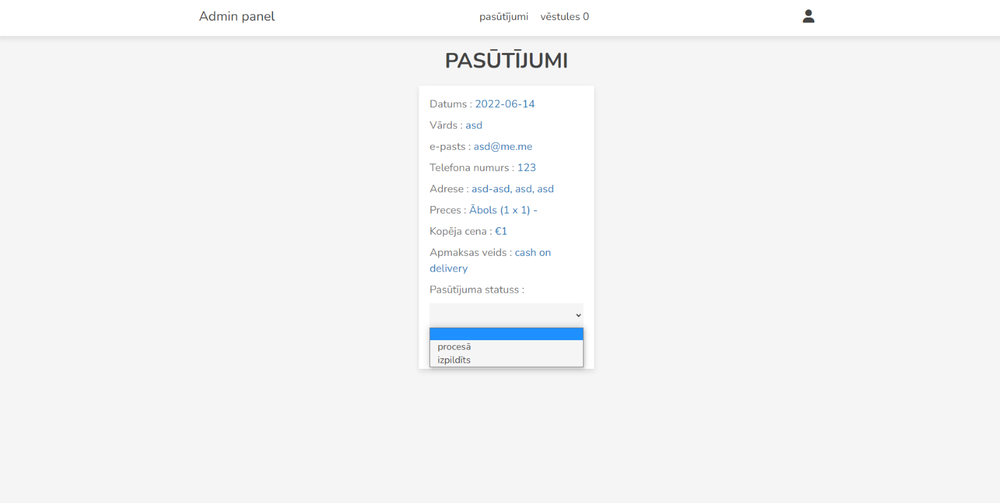 Admin panel
pasūtījumi vēstules 0
PASŪTĪJUMI
Datums : 2022-06-14
Vārds : asd
e-pasts : asd@me.me
Telefona numurs : 123
Adrese : asd-asd, asd, asd
Preces : Ābols (1 x 1) -
Kopēja cena : €1
Apmaksas veids : cash on
delivery
Pasūtījuma statuss :
procesā
izpildīts